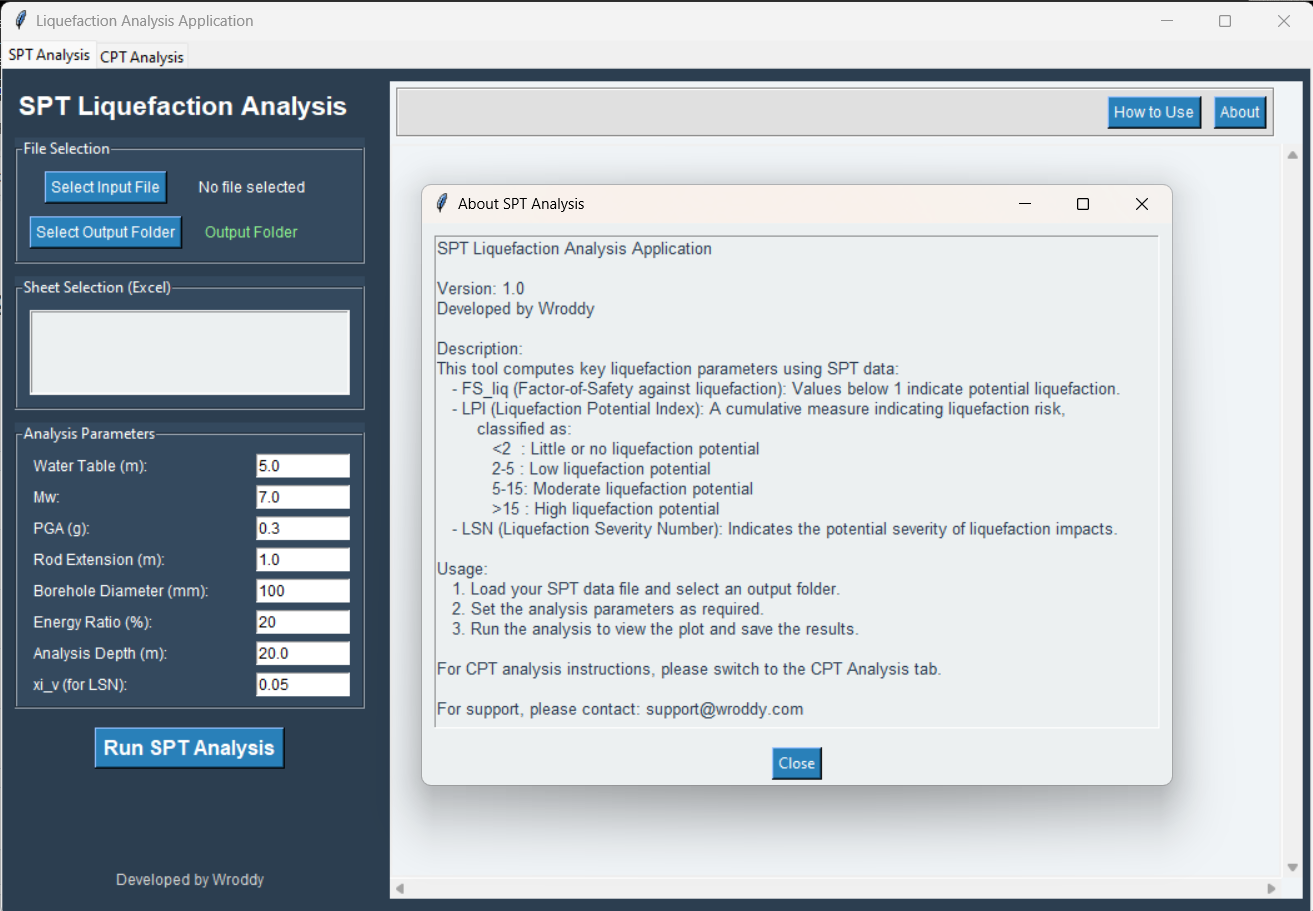 Liquefaction Analysis Application
SPT Analysis CPT Analysis
SPT Liquefaction Analysis
File Selection
Select Input File No file selected
Select Output Folder Output Folder
Sheet Selection (Excel)
Analysis Parameters
Water Table (m): 5.0
Mw: 7.0
PGA (g): 0.3
Rod Extension (m): 1.0
Borehole Diameter (mm): 100
Energy Ratio (%): 20
Analysis Depth (m): 20.0
xi_v (for LSN): 0.05
Run SPT Analysis
Developed by Wroddy
How to Use About
About SPT Analysis
SPT Liquefaction Analysis Application
Version: 1.0
Developed by Wroddy
Description:
This tool computes key liquefaction parameters using SPT data:
- FS_liq (Factor-of-Safety against liquefaction): Values below 1 indicate potential liquefaction.
- LPI (Liquefaction Potential Index): A cumulative measure indicating liquefaction risk,
classified as:
<2 : Little or no liquefaction potential
2-5 : Low liquefaction potential
5-15: Moderate liquefaction potential
>15 : High liquefaction potential
- LSN (Liquefaction Severity Number): Indicates the potential severity of liquefaction impacts.
Usage:
1. Load your SPT data file and select an output folder.
2. Set the analysis parameters as required.
3. Run the analysis to view the plot and save the results.
For CPT analysis instructions, please switch to the CPT Analysis tab.
For support, please contact: support@wroddy.com
Close